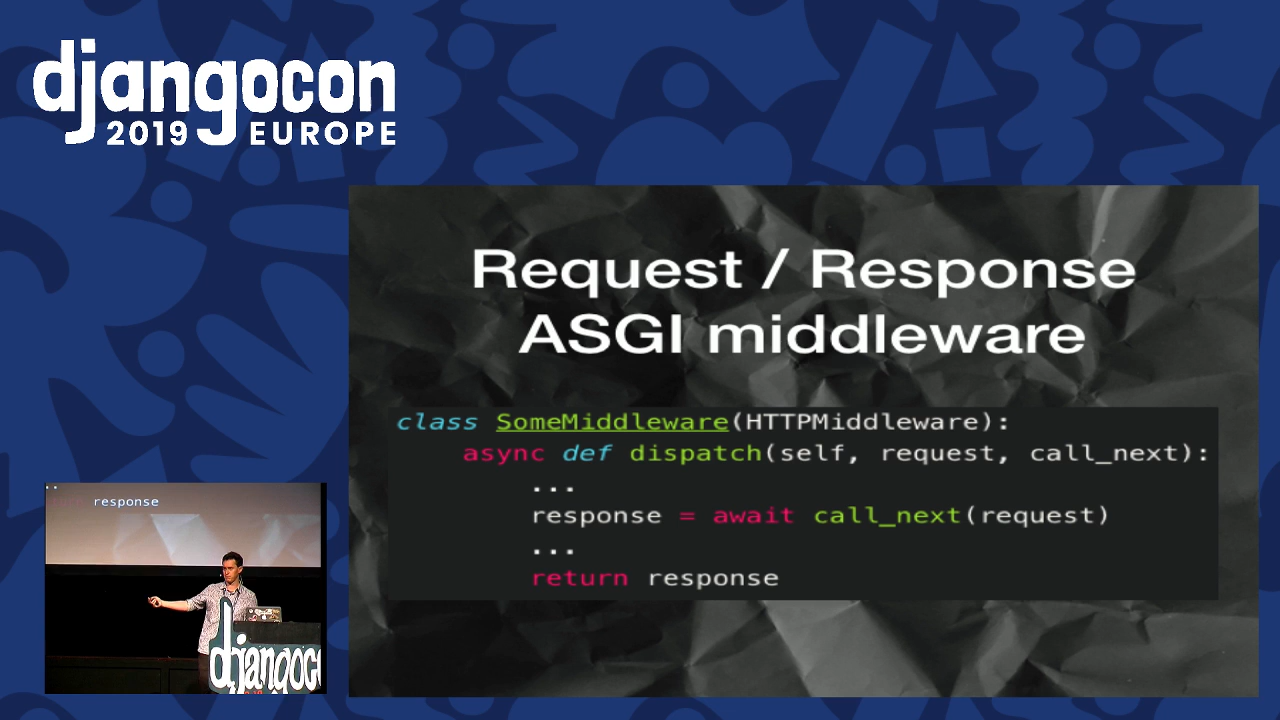 djangocon
2019 EUROPE
Request / Response
ASGI middleware
class SomeMiddleware(HTTPMiddleware):
async def dispatch(self, request, call_next):
...
response = await call_next(request)
...
return response
response
djangoco